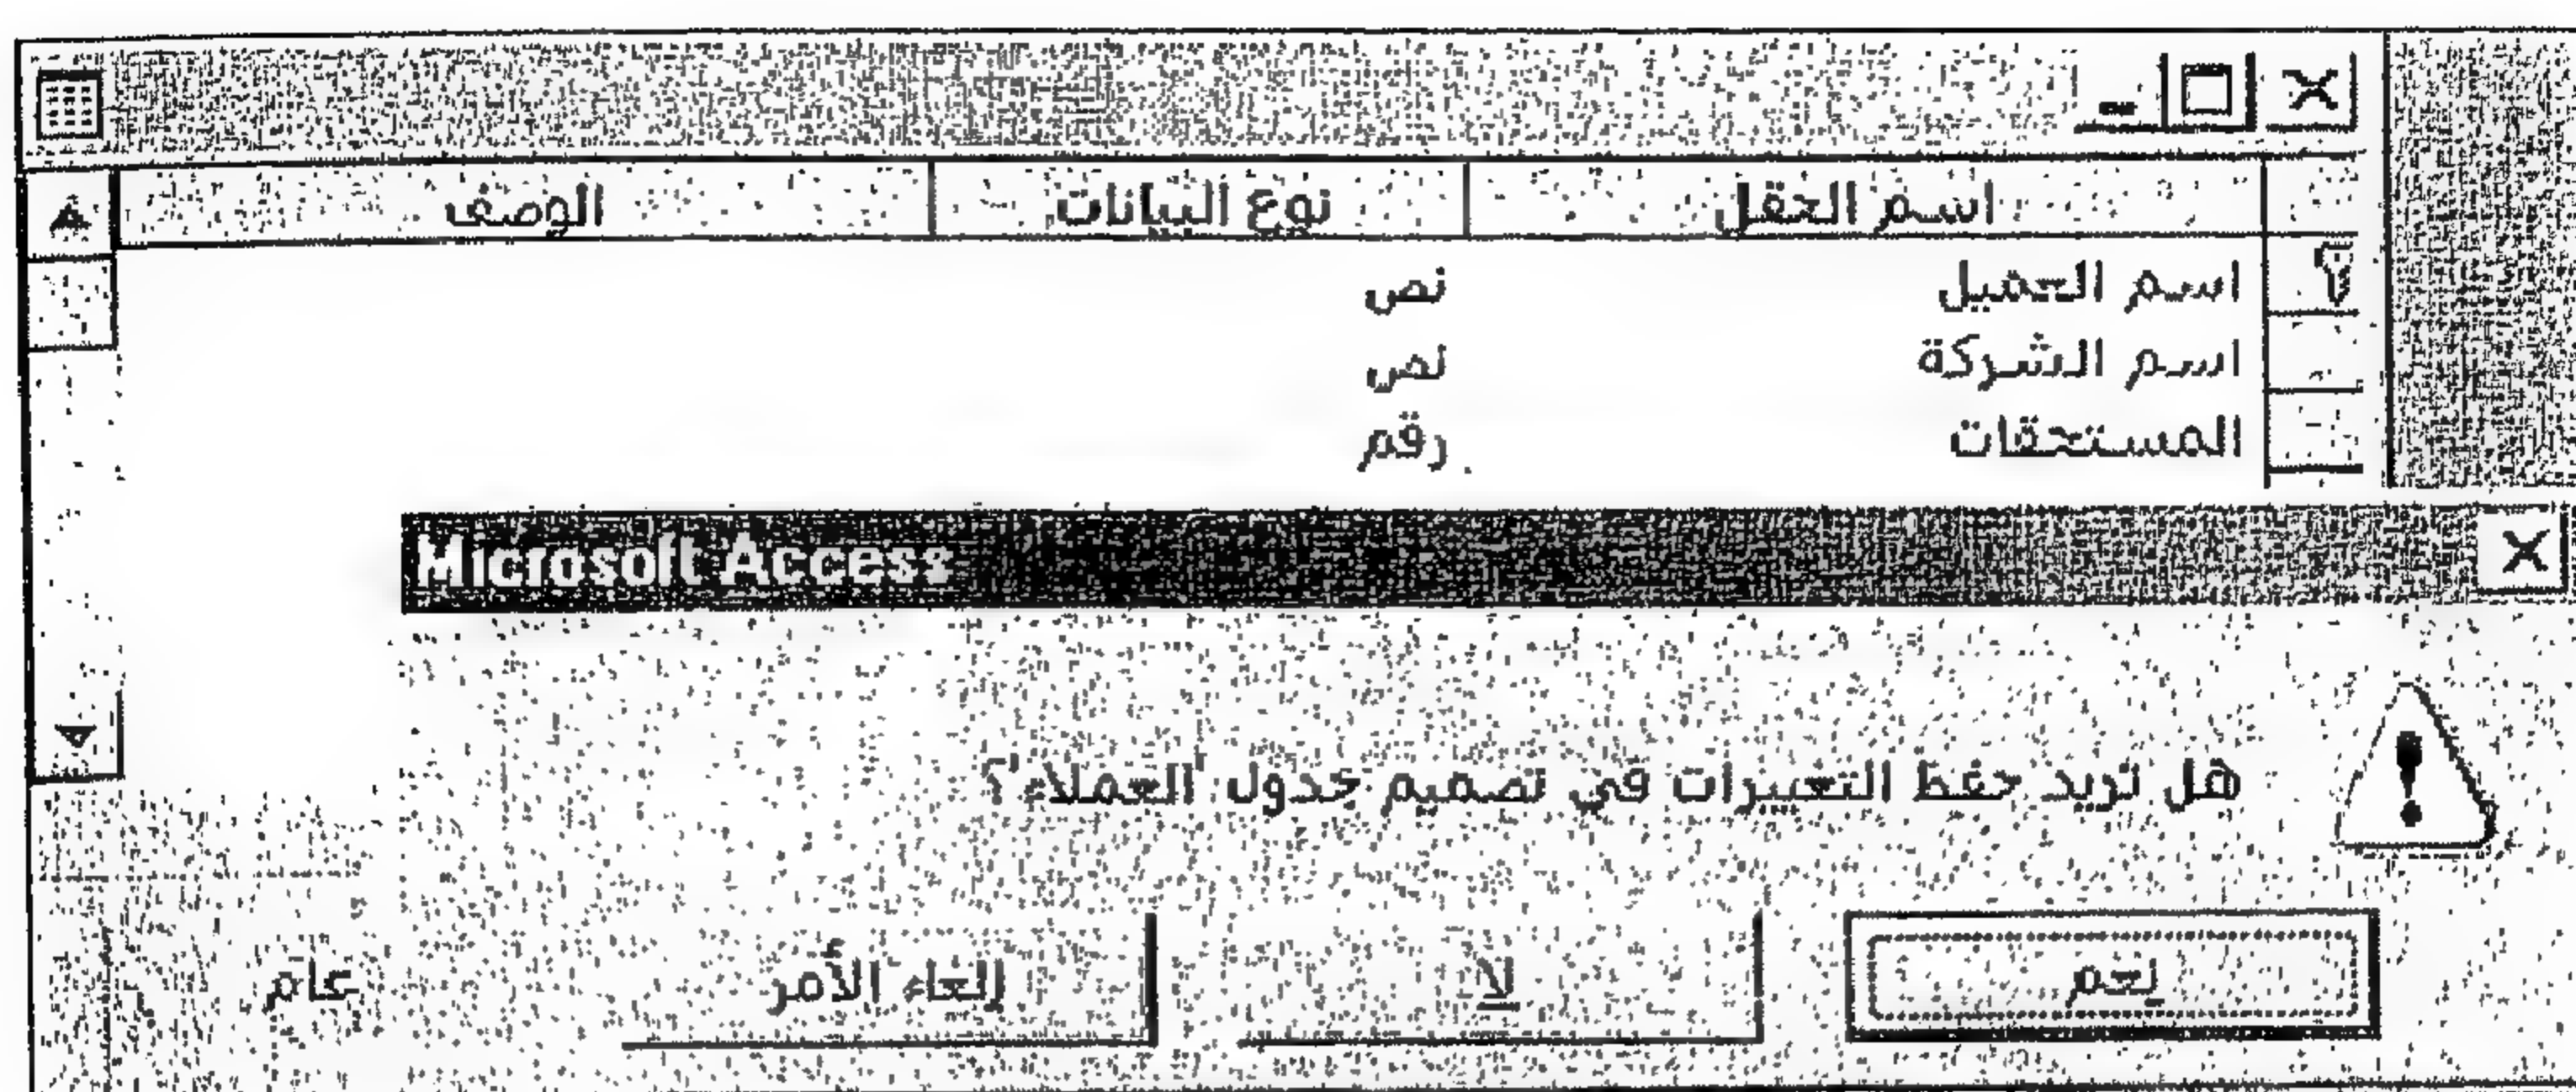 اسم الحقل نوع البيانات الوصف
اسم العميل نص
اسم الشركة نص
المستحقات رقم
Microsoft Access
هل تريد حفظ التغييرات في تصميم جدول 'العملاء'؟
نعم لا إلغاء الأمر عام